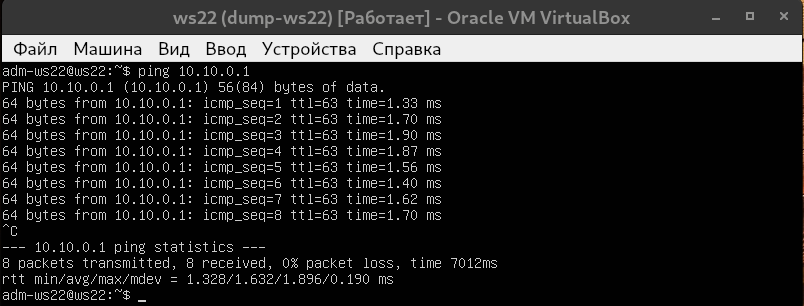 ws22 (dump-ws22) [Работает] - Oracle VM VirtualBox
Файл Машина Вид Ввод Устройства Справка
adm-ws22@ws22:~$ ping 10.10.0.1
PING 10.10.0.1 (10.10.0.1) 56(84) bytes of data.
64 bytes from 10.10.0.1: icmp_seq=1 ttl=63 time=1.33 ms
64 bytes from 10.10.0.1: icmp_seq=2 ttl=63 time=1.70 ms
64 bytes from 10.10.0.1: icmp_seq=3 ttl=63 time=1.90 ms
64 bytes from 10.10.0.1: icmp_seq=4 ttl=63 time=1.87 ms
64 bytes from 10.10.0.1: icmp_seq=5 ttl=63 time=1.56 ms
64 bytes from 10.10.0.1: icmp_seq=6 ttl=63 time=1.40 ms
64 bytes from 10.10.0.1: icmp_seq=7 ttl=63 time=1.62 ms
64 bytes from 10.10.0.1: icmp_seq=8 ttl=63 time=1.70 ms
^C
--- 10.10.0.1 ping statistics ---
8 packets transmitted, 8 received, 0% packet loss, time 7012ms
rtt min/avg/max/mdev = 1.328/1.632/1.896/0.190 ms
adm-ws22@ws22:~$ _